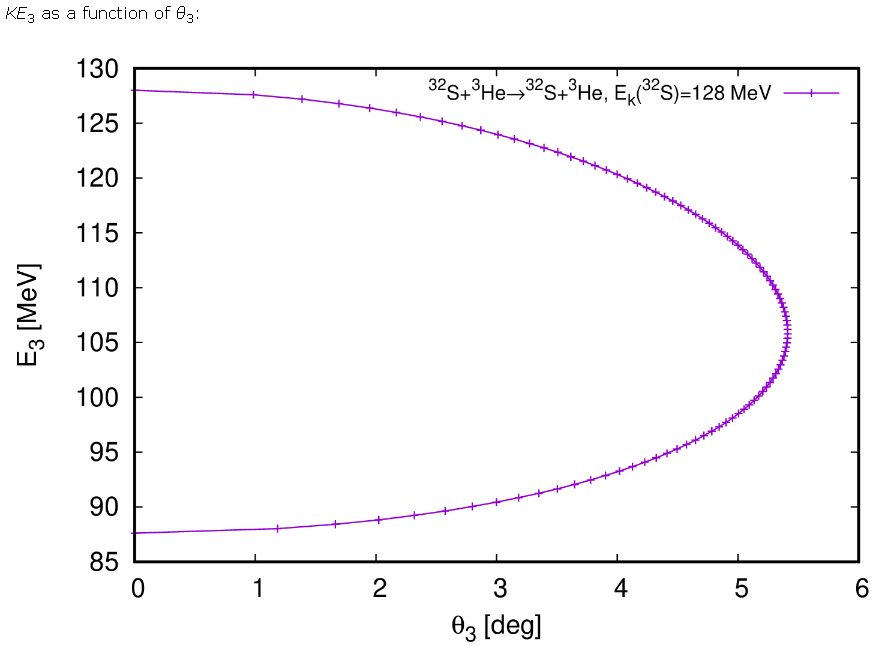 KE₃ as a function of θ₃:
³²S+³He→³²S+³He, Eₖ(³²S)=128 MeV
130
125
120
115
110
105
100
95
90
85
E₃ [MeV]
0 1 2 3 4 5 6
θ₃ [deg]